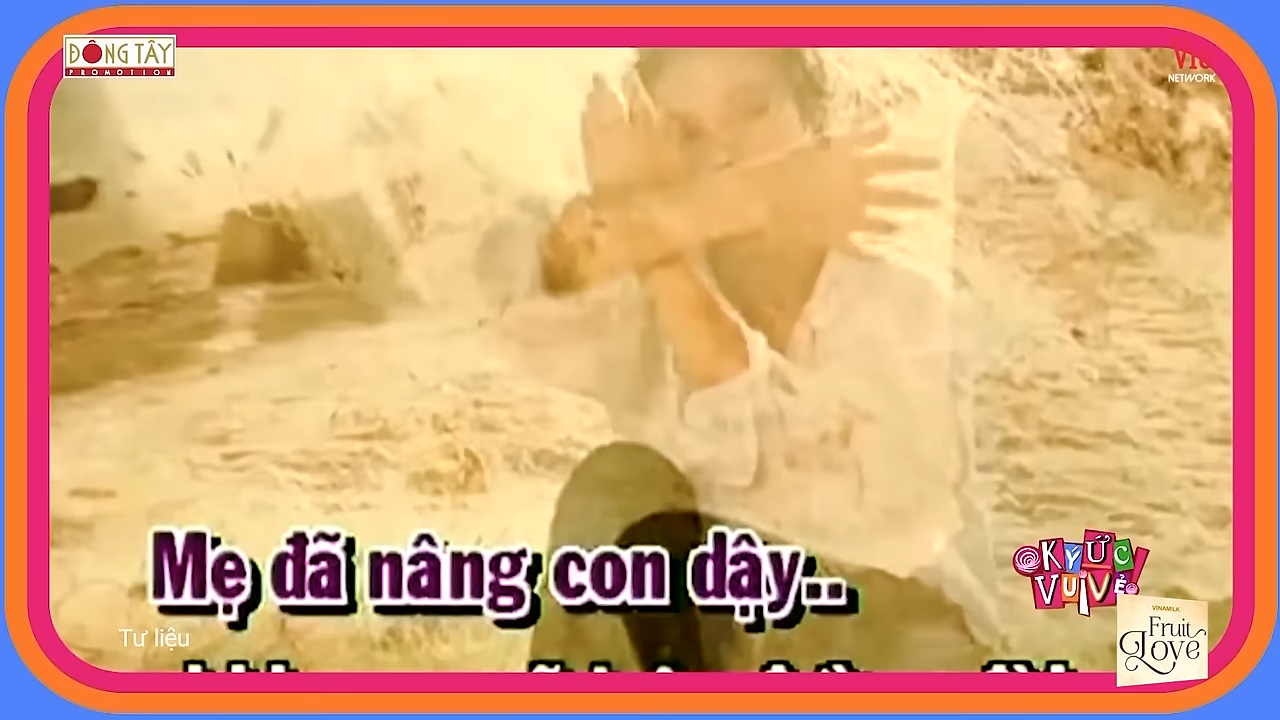 ĐÔNG TÂY
PROMOTION
NETWORK
Mẹ đã nâng con dậy..
KÝ ỨC
VUI VẺ
Tư liệu
VINAMILK
Fruit
Love